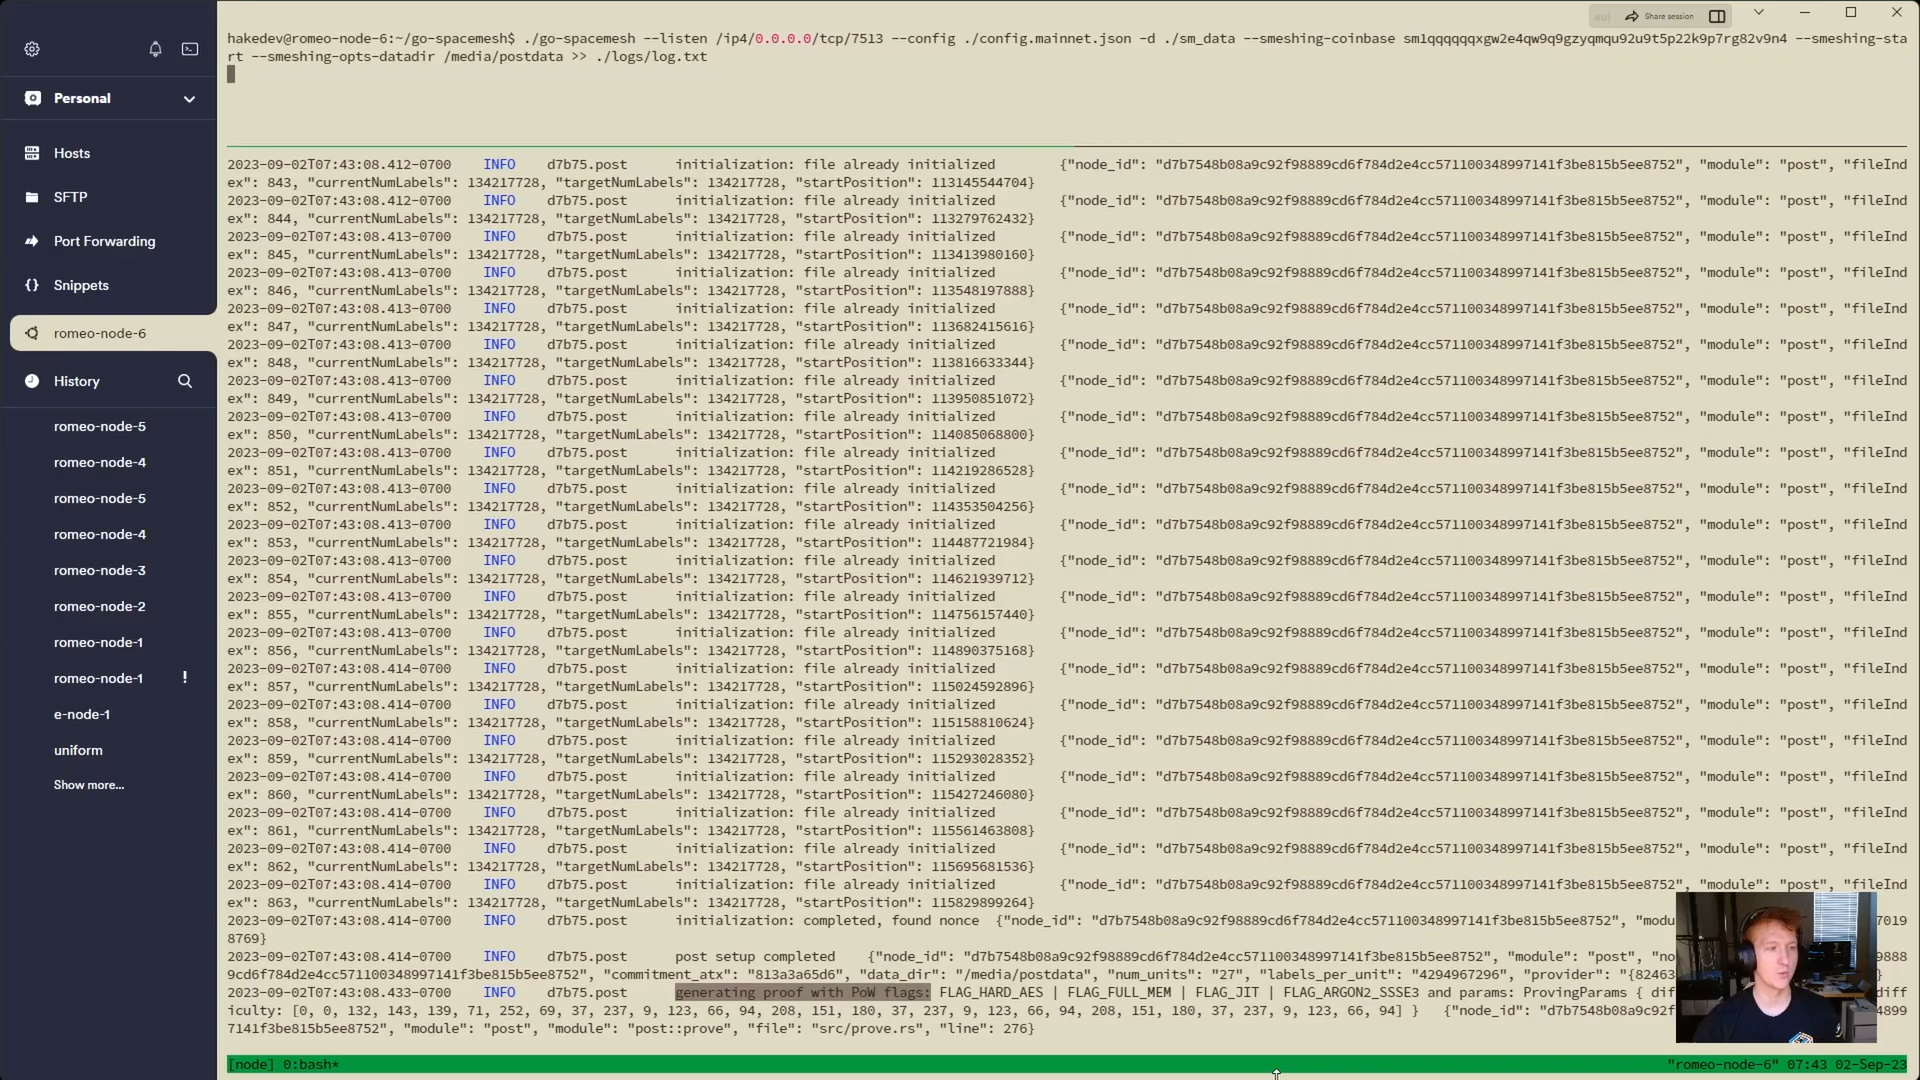 Share session
Personal
Hosts
SFTP
Port Forwarding
Snippets
romeo-node-6
History
romeo-node-5
romeo-node-4
romeo-node-5
romeo-node-4
romeo-node-3
romeo-node-2
romeo-node-1
romeo-node-1 !
e-node-1
uniform
Show more...
hakedev@romeo-node-6:~/go-spacemesh$ ./go-spacemesh --listen /ip4/0.0.0.0/tcp/7513 --config ./config.mainnet.json -d ./sm_data --smeshing-coinbase sm1qqqqqqxgw2e4qw9q9gzyqmqu92u9t5p22k9p7rg82v9n4 --smeshing-sta
rt --smeshing-opts-datadir /media/postdata >> ./logs/log.txt
2023-09-02T07:43:08.412-0700 INFO d7b75.post initialization: file already initialized {"node_id": "d7b7548b08a9c92f98889cd6f784d2e4cc571100348997141f3be815b5ee8752", "module": "post", "fileInd
ex": 843, "currentNumLabels": 134217728, "targetNumLabels": 134217728, "startPosition": 113145544704}
2023-09-02T07:43:08.412-0700 INFO d7b75.post initialization: file already initialized {"node_id": "d7b7548b08a9c92f98889cd6f784d2e4cc571100348997141f3be815b5ee8752", "module": "post", "fileInd
ex": 844, "currentNumLabels": 134217728, "targetNumLabels": 134217728, "startPosition": 113279762432}
2023-09-02T07:43:08.413-0700 INFO d7b75.post initialization: file already initialized {"node_id": "d7b7548b08a9c92f98889cd6f784d2e4cc571100348997141f3be815b5ee8752", "module": "post", "fileInd
ex": 845, "currentNumLabels": 134217728, "targetNumLabels": 134217728, "startPosition": 113413980160}
2023-09-02T07:43:08.413-0700 INFO d7b75.post initialization: file already initialized {"node_id": "d7b7548b08a9c92f98889cd6f784d2e4cc571100348997141f3be815b5ee8752", "module": "post", "fileInd
ex": 846, "currentNumLabels": 134217728, "targetNumLabels": 134217728, "startPosition": 113548197888}
2023-09-02T07:43:08.413-0700 INFO d7b75.post initialization: file already initialized {"node_id": "d7b7548b08a9c92f98889cd6f784d2e4cc571100348997141f3be815b5ee8752", "module": "post", "fileInd
ex": 847, "currentNumLabels": 134217728, "targetNumLabels": 134217728, "startPosition": 113682415616}
2023-09-02T07:43:08.413-0700 INFO d7b75.post initialization: file already initialized {"node_id": "d7b7548b08a9c92f98889cd6f784d2e4cc571100348997141f3be815b5ee8752", "module": "post", "fileInd
ex": 848, "currentNumLabels": 134217728, "targetNumLabels": 134217728, "startPosition": 113816633344}
2023-09-02T07:43:08.413-0700 INFO d7b75.post initialization: file already initialized {"node_id": "d7b7548b08a9c92f98889cd6f784d2e4cc571100348997141f3be815b5ee8752", "module": "post", "fileInd
ex": 849, "currentNumLabels": 134217728, "targetNumLabels": 134217728, "startPosition": 113950851072}
2023-09-02T07:43:08.413-0700 INFO d7b75.post initialization: file already initialized {"node_id": "d7b7548b08a9c92f98889cd6f784d2e4cc571100348997141f3be815b5ee8752", "module": "post", "fileInd
ex": 850, "currentNumLabels": 134217728, "targetNumLabels": 134217728, "startPosition": 114085068800}
2023-09-02T07:43:08.413-0700 INFO d7b75.post initialization: file already initialized {"node_id": "d7b7548b08a9c92f98889cd6f784d2e4cc571100348997141f3be815b5ee8752", "module": "post", "fileInd
ex": 851, "currentNumLabels": 134217728, "targetNumLabels": 134217728, "startPosition": 114219286528}
2023-09-02T07:43:08.413-0700 INFO d7b75.post initialization: file already initialized {"node_id": "d7b7548b08a9c92f98889cd6f784d2e4cc571100348997141f3be815b5ee8752", "module": "post", "fileInd
ex": 852, "currentNumLabels": 134217728, "targetNumLabels": 134217728, "startPosition": 114353504256}
2023-09-02T07:43:08.413-0700 INFO d7b75.post initialization: file already initialized {"node_id": "d7b7548b08a9c92f98889cd6f784d2e4cc571100348997141f3be815b5ee8752", "module": "post", "fileInd
ex": 853, "currentNumLabels": 134217728, "targetNumLabels": 134217728, "startPosition": 114487721984}
2023-09-02T07:43:08.413-0700 INFO d7b75.post initialization: file already initialized {"node_id": "d7b7548b08a9c92f98889cd6f784d2e4cc571100348997141f3be815b5ee8752", "module": "post", "fileInd
ex": 854, "currentNumLabels": 134217728, "targetNumLabels": 134217728, "startPosition": 114621939712}
2023-09-02T07:43:08.413-0700 INFO d7b75.post initialization: file already initialized {"node_id": "d7b7548b08a9c92f98889cd6f784d2e4cc571100348997141f3be815b5ee8752", "module": "post", "fileInd
ex": 855, "currentNumLabels": 134217728, "targetNumLabels": 134217728, "startPosition": 114756157440}
2023-09-02T07:43:08.413-0700 INFO d7b75.post initialization: file already initialized {"node_id": "d7b7548b08a9c92f98889cd6f784d2e4cc571100348997141f3be815b5ee8752", "module": "post", "fileInd
ex": 856, "currentNumLabels": 134217728, "targetNumLabels": 134217728, "startPosition": 114890375168}
2023-09-02T07:43:08.414-0700 INFO d7b75.post initialization: file already initialized {"node_id": "d7b7548b08a9c92f98889cd6f784d2e4cc571100348997141f3be815b5ee8752", "module": "post", "fileInd
ex": 857, "currentNumLabels": 134217728, "targetNumLabels": 134217728, "startPosition": 115024592896}
2023-09-02T07:43:08.414-0700 INFO d7b75.post initialization: file already initialized {"node_id": "d7b7548b08a9c92f98889cd6f784d2e4cc571100348997141f3be815b5ee8752", "module": "post", "fileInd
ex": 858, "currentNumLabels": 134217728, "targetNumLabels": 134217728, "startPosition": 115158810624}
2023-09-02T07:43:08.414-0700 INFO d7b75.post initialization: file already initialized {"node_id": "d7b7548b08a9c92f98889cd6f784d2e4cc571100348997141f3be815b5ee8752", "module": "post", "fileInd
ex": 859, "currentNumLabels": 134217728, "targetNumLabels": 134217728, "startPosition": 115293028352}
2023-09-02T07:43:08.414-0700 INFO d7b75.post initialization: file already initialized {"node_id": "d7b7548b08a9c92f98889cd6f784d2e4cc571100348997141f3be815b5ee8752", "module": "post", "fileInd
ex": 860, "currentNumLabels": 134217728, "targetNumLabels": 134217728, "startPosition": 115427246080}
2023-09-02T07:43:08.414-0700 INFO d7b75.post initialization: file already initialized {"node_id": "d7b7548b08a9c92f98889cd6f784d2e4cc571100348997141f3be815b5ee8752", "module": "post", "fileInd
ex": 861, "currentNumLabels": 134217728, "targetNumLabels": 134217728, "startPosition": 115561463808}
2023-09-02T07:43:08.414-0700 INFO d7b75.post initialization: file already initialized {"node_id": "d7b7548b08a9c92f98889cd6f784d2e4cc571100348997141f3be815b5ee8752", "module": "post", "fileInd
ex": 862, "currentNumLabels": 134217728, "targetNumLabels": 134217728, "startPosition": 115695681536}
2023-09-02T07:43:08.414-0700 INFO d7b75.post initialization: file already initialized {"node_id": "d7b7548b08a9c92f98889cd6f784d2e4cc571100348997141f3be815b5ee8752", "module": "post", "fileInd
ex": 863, "currentNumLabels": 134217728, "targetNumLabels": 134217728, "startPosition": 115829899264}
2023-09-02T07:43:08.414-0700 INFO d7b75.post initialization: completed, found nonce {"node_id": "d7b7548b08a9c92f98889cd6f784d2e4cc571100348997141f3be815b5ee8752", "modu 7019
8769}
2023-09-02T07:43:08.414-0700 INFO d7b75.post post setup completed {"node_id": "d7b7548b08a9c92f98889cd6f784d2e4cc571100348997141f3be815b5ee8752", "module": "post", "no 9888
9cd6f784d2e4cc571100348997141f3be815b5ee8752", "commitment_atx": "813a3a65d6", "data_dir": "/media/postdata", "num_units": "27", "labels_per_unit": "4294967296", "provider": "{82463 }
2023-09-02T07:43:08.433-0700 INFO d7b75.post generating proof with PoW flags: FLAG_HARD_AES | FLAG_FULL_MEM | FLAG_JIT | FLAG_ARGON2_SSSE3 and params: ProvingParams { dif iff
iculty: [0, 0, 132, 143, 139, 71, 252, 69, 37, 237, 9, 123, 66, 94, 208, 151, 180, 37, 237, 9, 123, 66, 94, 208, 151, 180, 37, 237, 9, 123, 66, 94] } {"node_id": "d7b7548b08a9c92f 4899
7141f3be815b5ee8752", "module": "post", "module": "post::prove", "file": "src/prove.rs", "line": 276}
[node] 0:bash* "romeo-node-6" 07:43 02-Sep-23